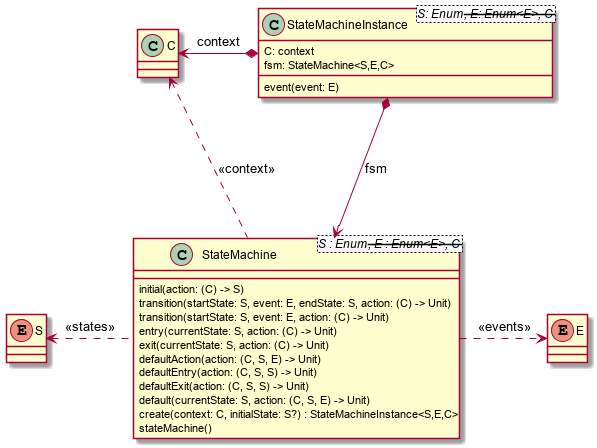 S: Enum, E: Enum<E>, C
C StateMachineInstance
C: context
fsm: StateMachine<S,E,C>
event(event: E)
C C
context
«context»
fsm
S : Enum, E : Enum<E>, C
C StateMachine
initial(action: (C) -> S)
transition(startState: S, event: E, endState: S, action: (C) -> Unit)
transition(startState: S, event: E, action: (C) -> Unit)
entry(currentState: S, action: (C) -> Unit)
exit(currentState: S, action: (C) -> Unit)
defaultAction(action: (C, S, E) -> Unit)
defaultEntry(action: (C, S, S) -> Unit)
defaultExit(action: (C, S, S) -> Unit)
default(currentState: S, action: (C, S, E) -> Unit)
create(context: C, initialState: S?) : StateMachineInstance<S,E,C>
stateMachine()
E S
«states»
«events»
E E